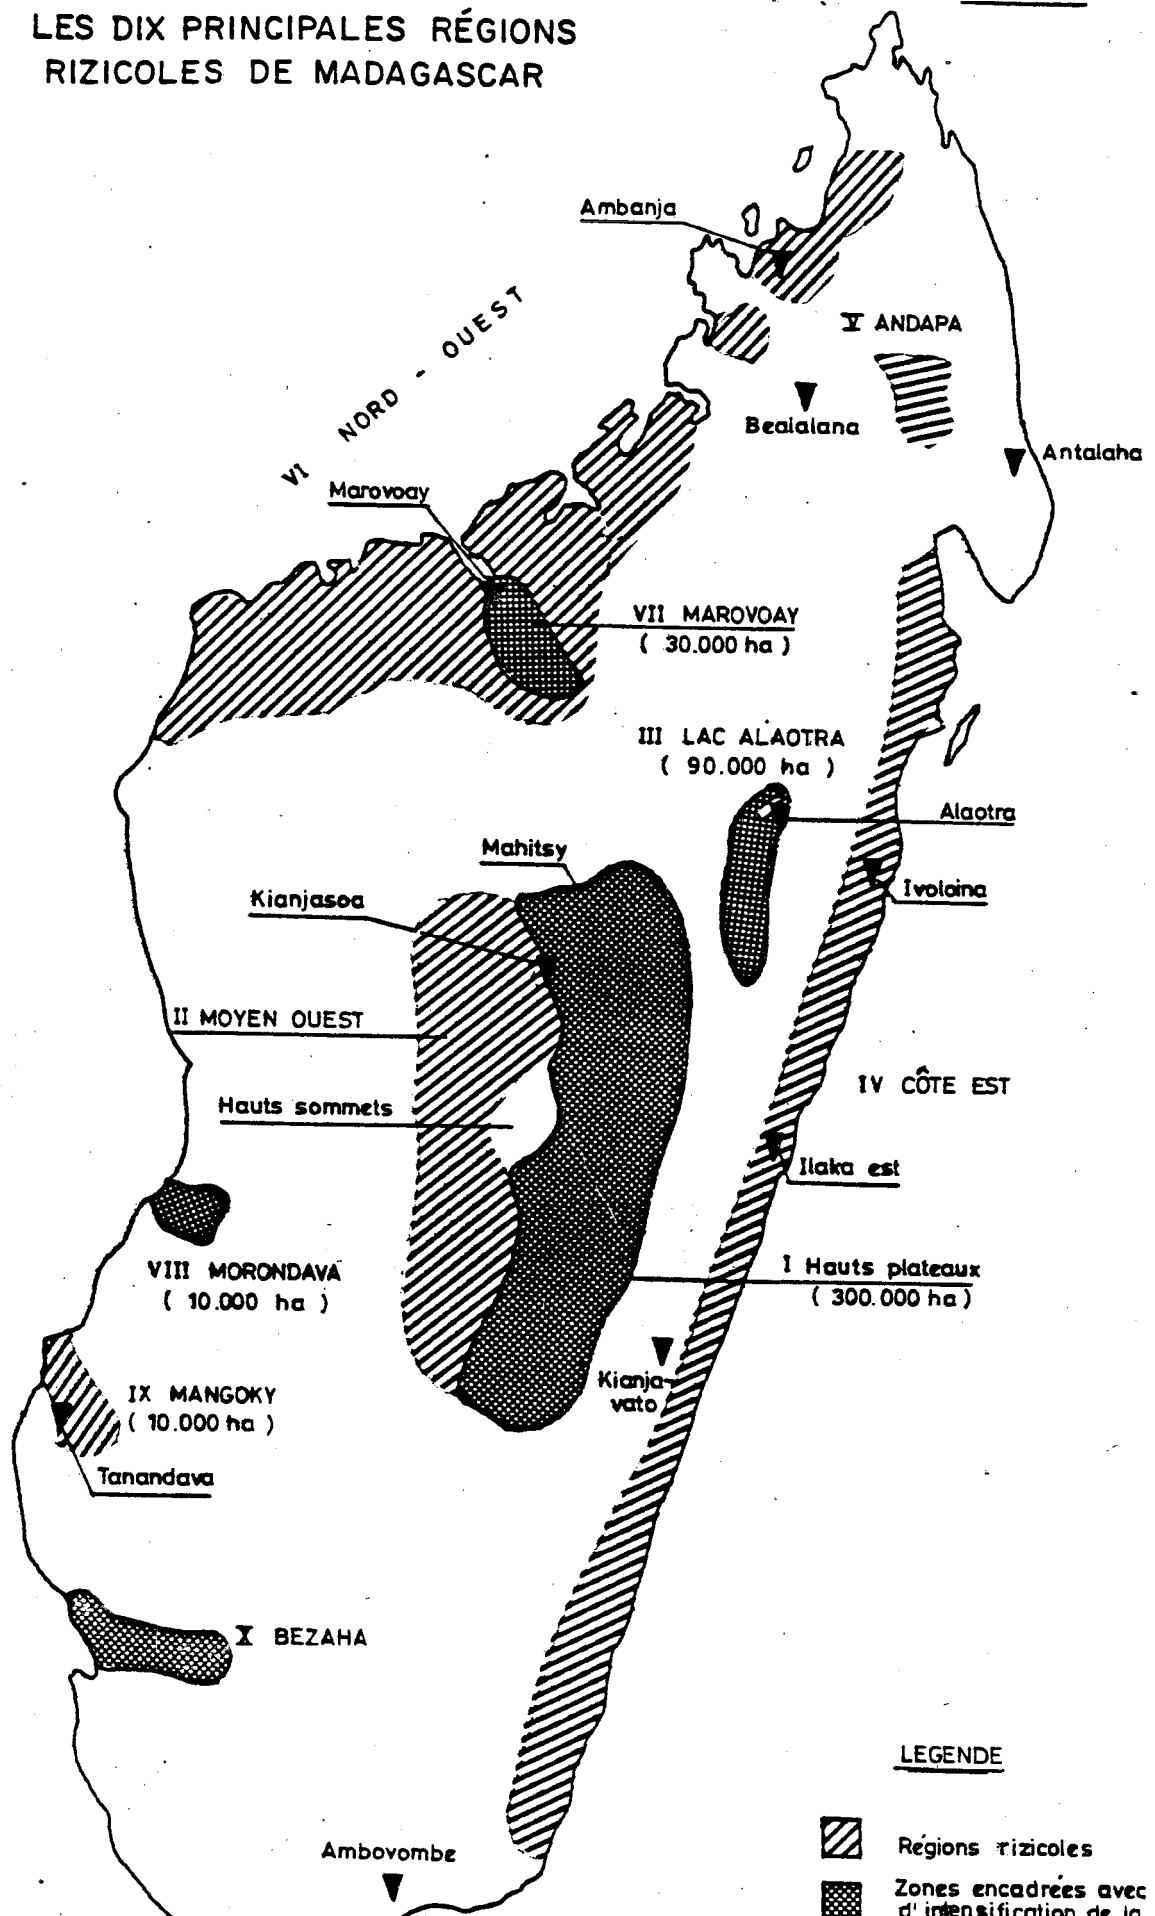 LES DIX PRINCIPALES RÉGIONS
RIZICOLES DE MADAGASCAR
Ambanja
V ANDAPA
VI NORD - OUEST
Bealalana
Antalaha
Marovoay
VII MAROVOAY
( 30.000 ha )
III LAC ALAOTRA
( 90.000 ha )
Alaotra
Mahitsy
Kianjasoa
Ivoloina
II MOYEN OUEST
IV CÔTE EST
Hauts sommets
Ilaka est
VIII MORONDAVA
( 10.000 ha )
I Hauts plateaux
( 300.000 ha )
Kianja-
vato
IX MANGOKY
( 10.000 ha )
Tanandava
X BEZAHA
LEGENDE
Régions rizicoles
Ambovombe
Zones encadrées avec
d'intensification de la